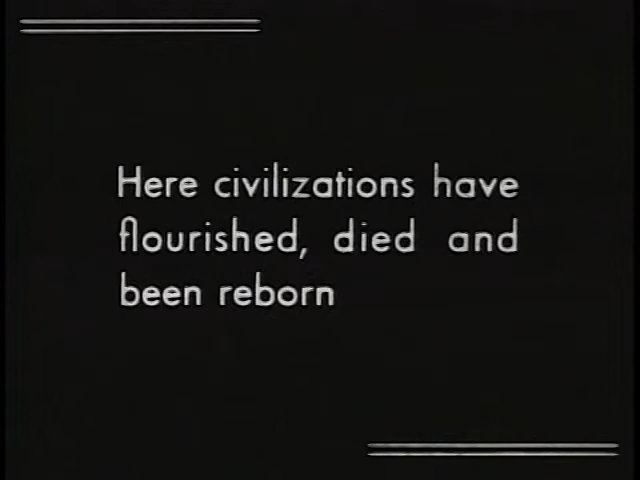 Here civilizations have
flourished, died and
been reborn